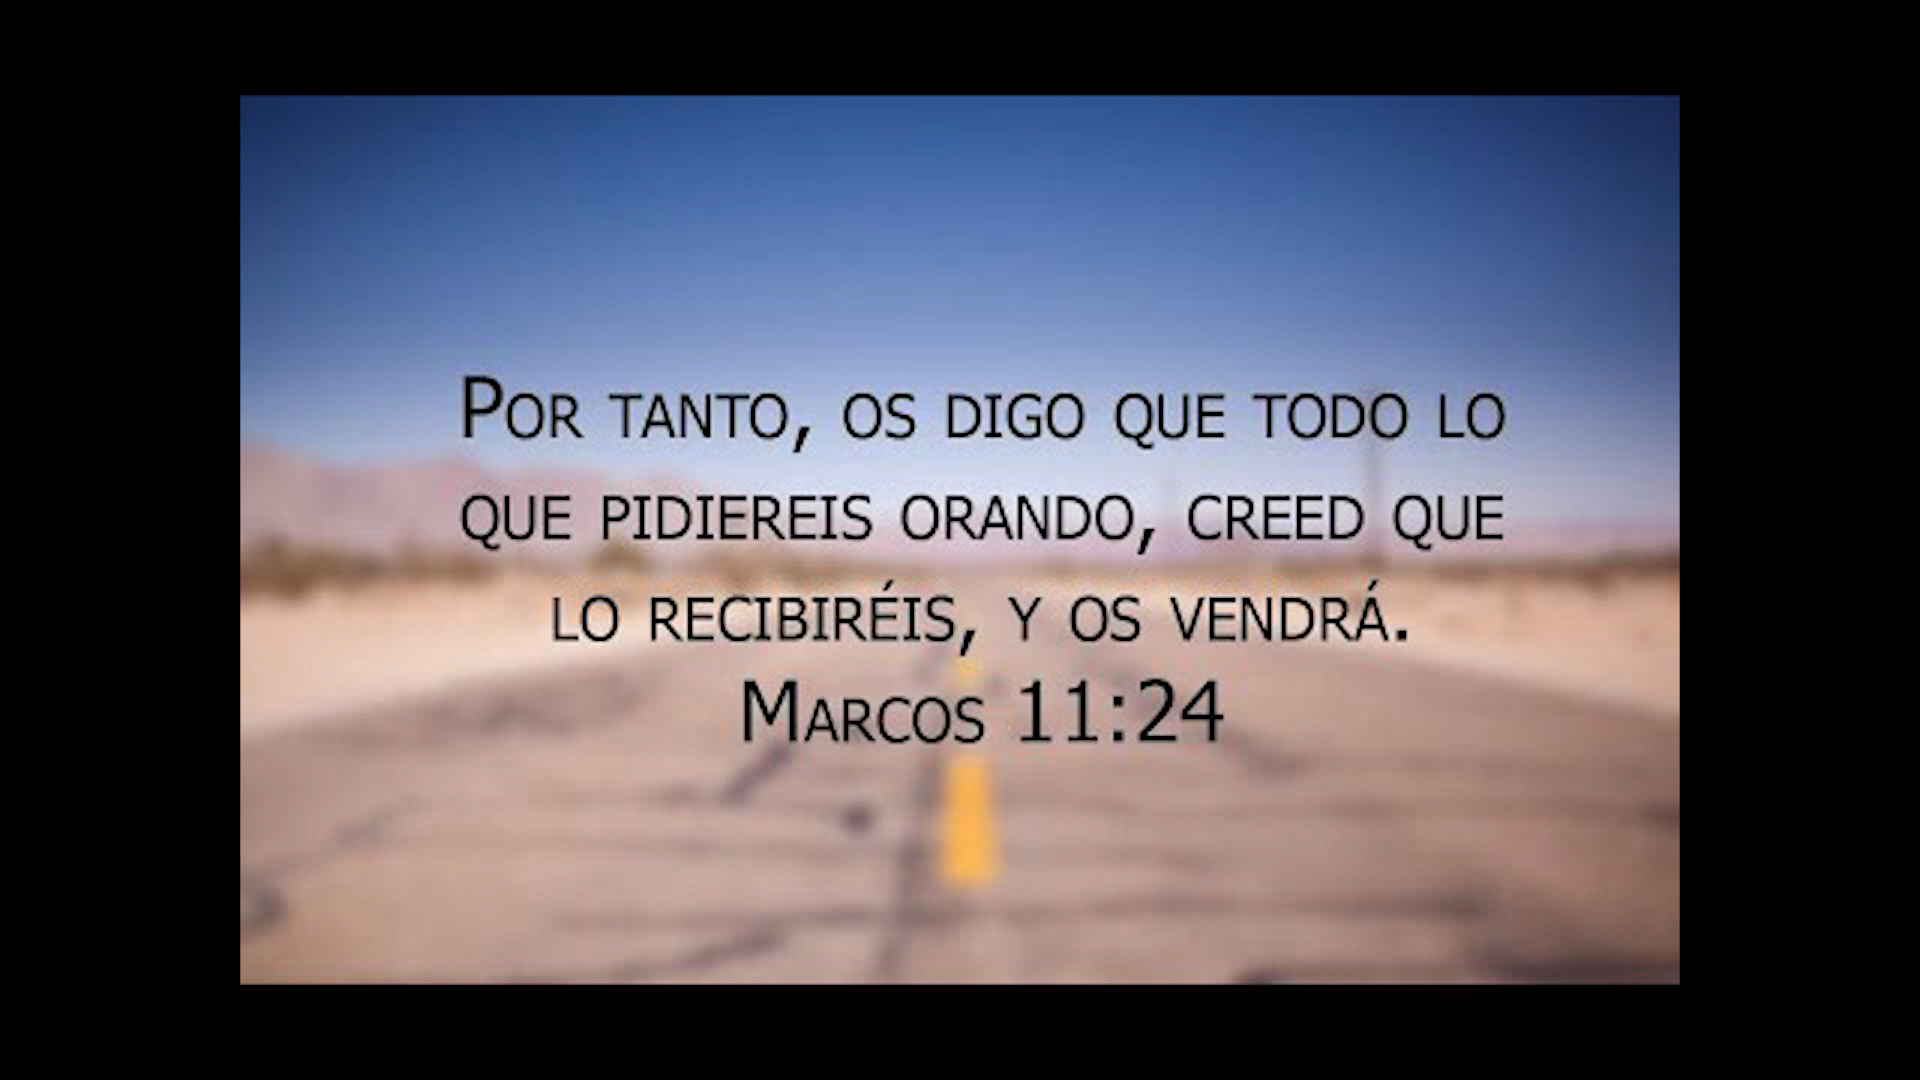 Por tanto, os digo que todo lo
que pidiereis orando, creed que
lo recibiréis, y os vendrá.
Marcos 11:24